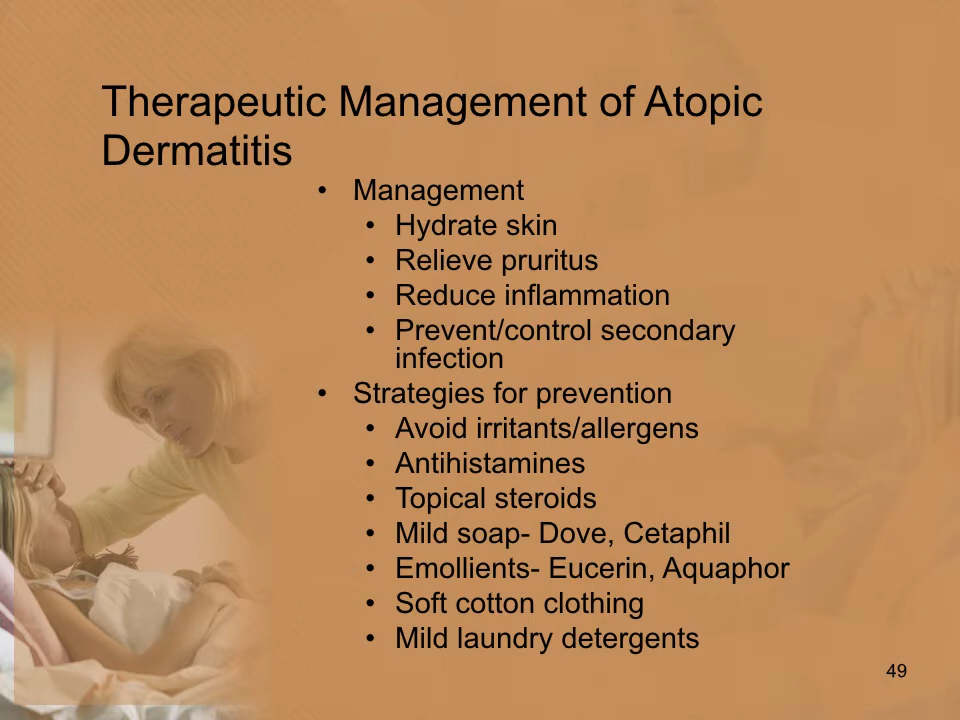 Therapeutic Management of Atopic
Dermatitis
• Management
• Hydrate skin
• Relieve pruritus
• Reduce inflammation
• Prevent/control secondary
infection
• Strategies for prevention
• Avoid irritants/allergens
• Antihistamines
• Topical steroids
• Mild soap- Dove, Cetaphil
• Emollients- Eucerin, Aquaphor
• Soft cotton clothing
• Mild laundry detergents
49